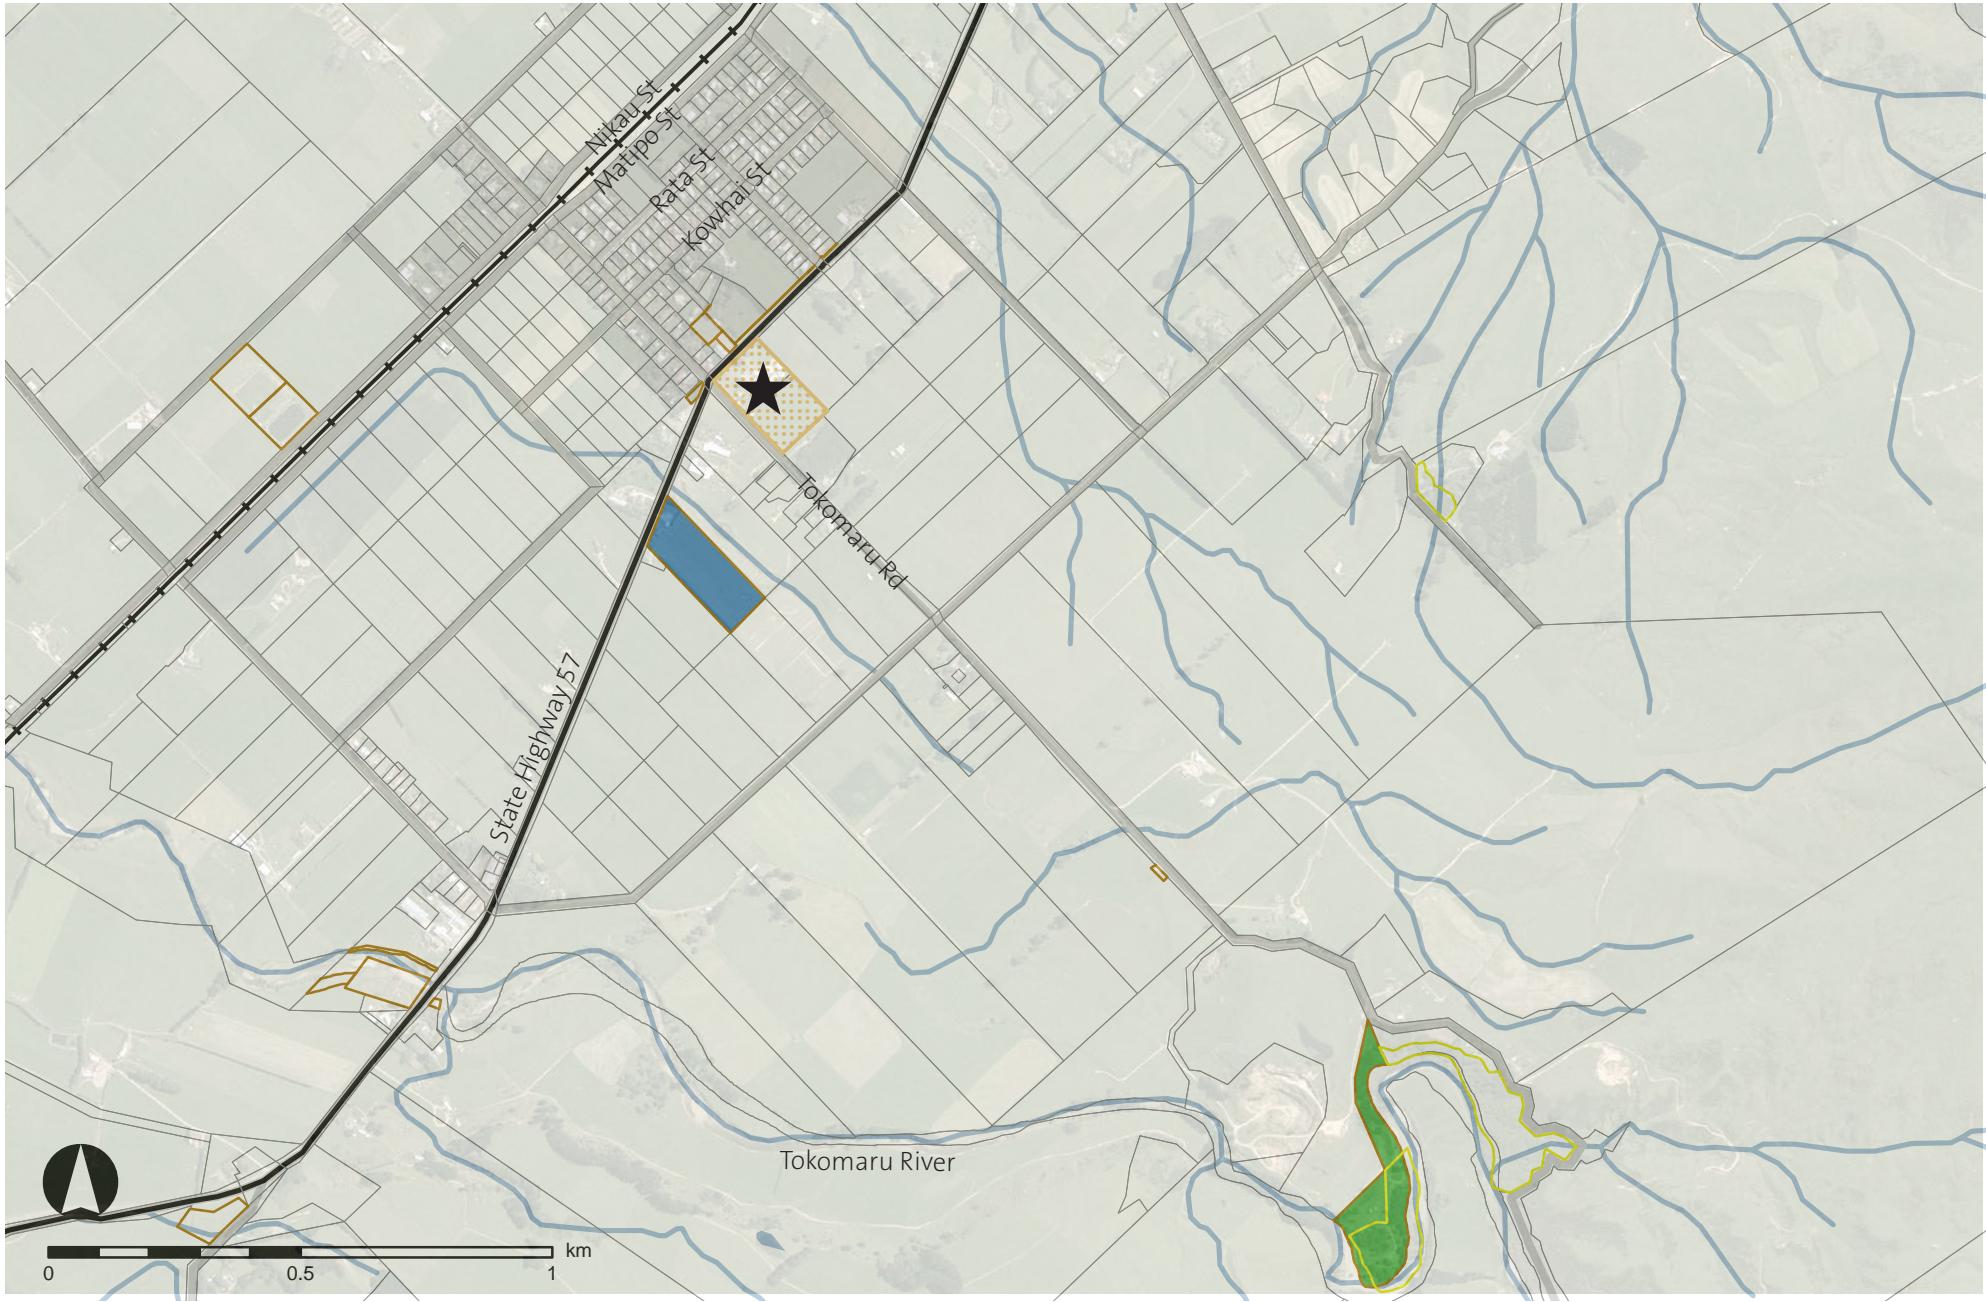 Nikau St
Matipo St
Rata St
Kowhai St
Tokomaru Rd
State Highway 57
Tokomaru River
km
0
0.5
1